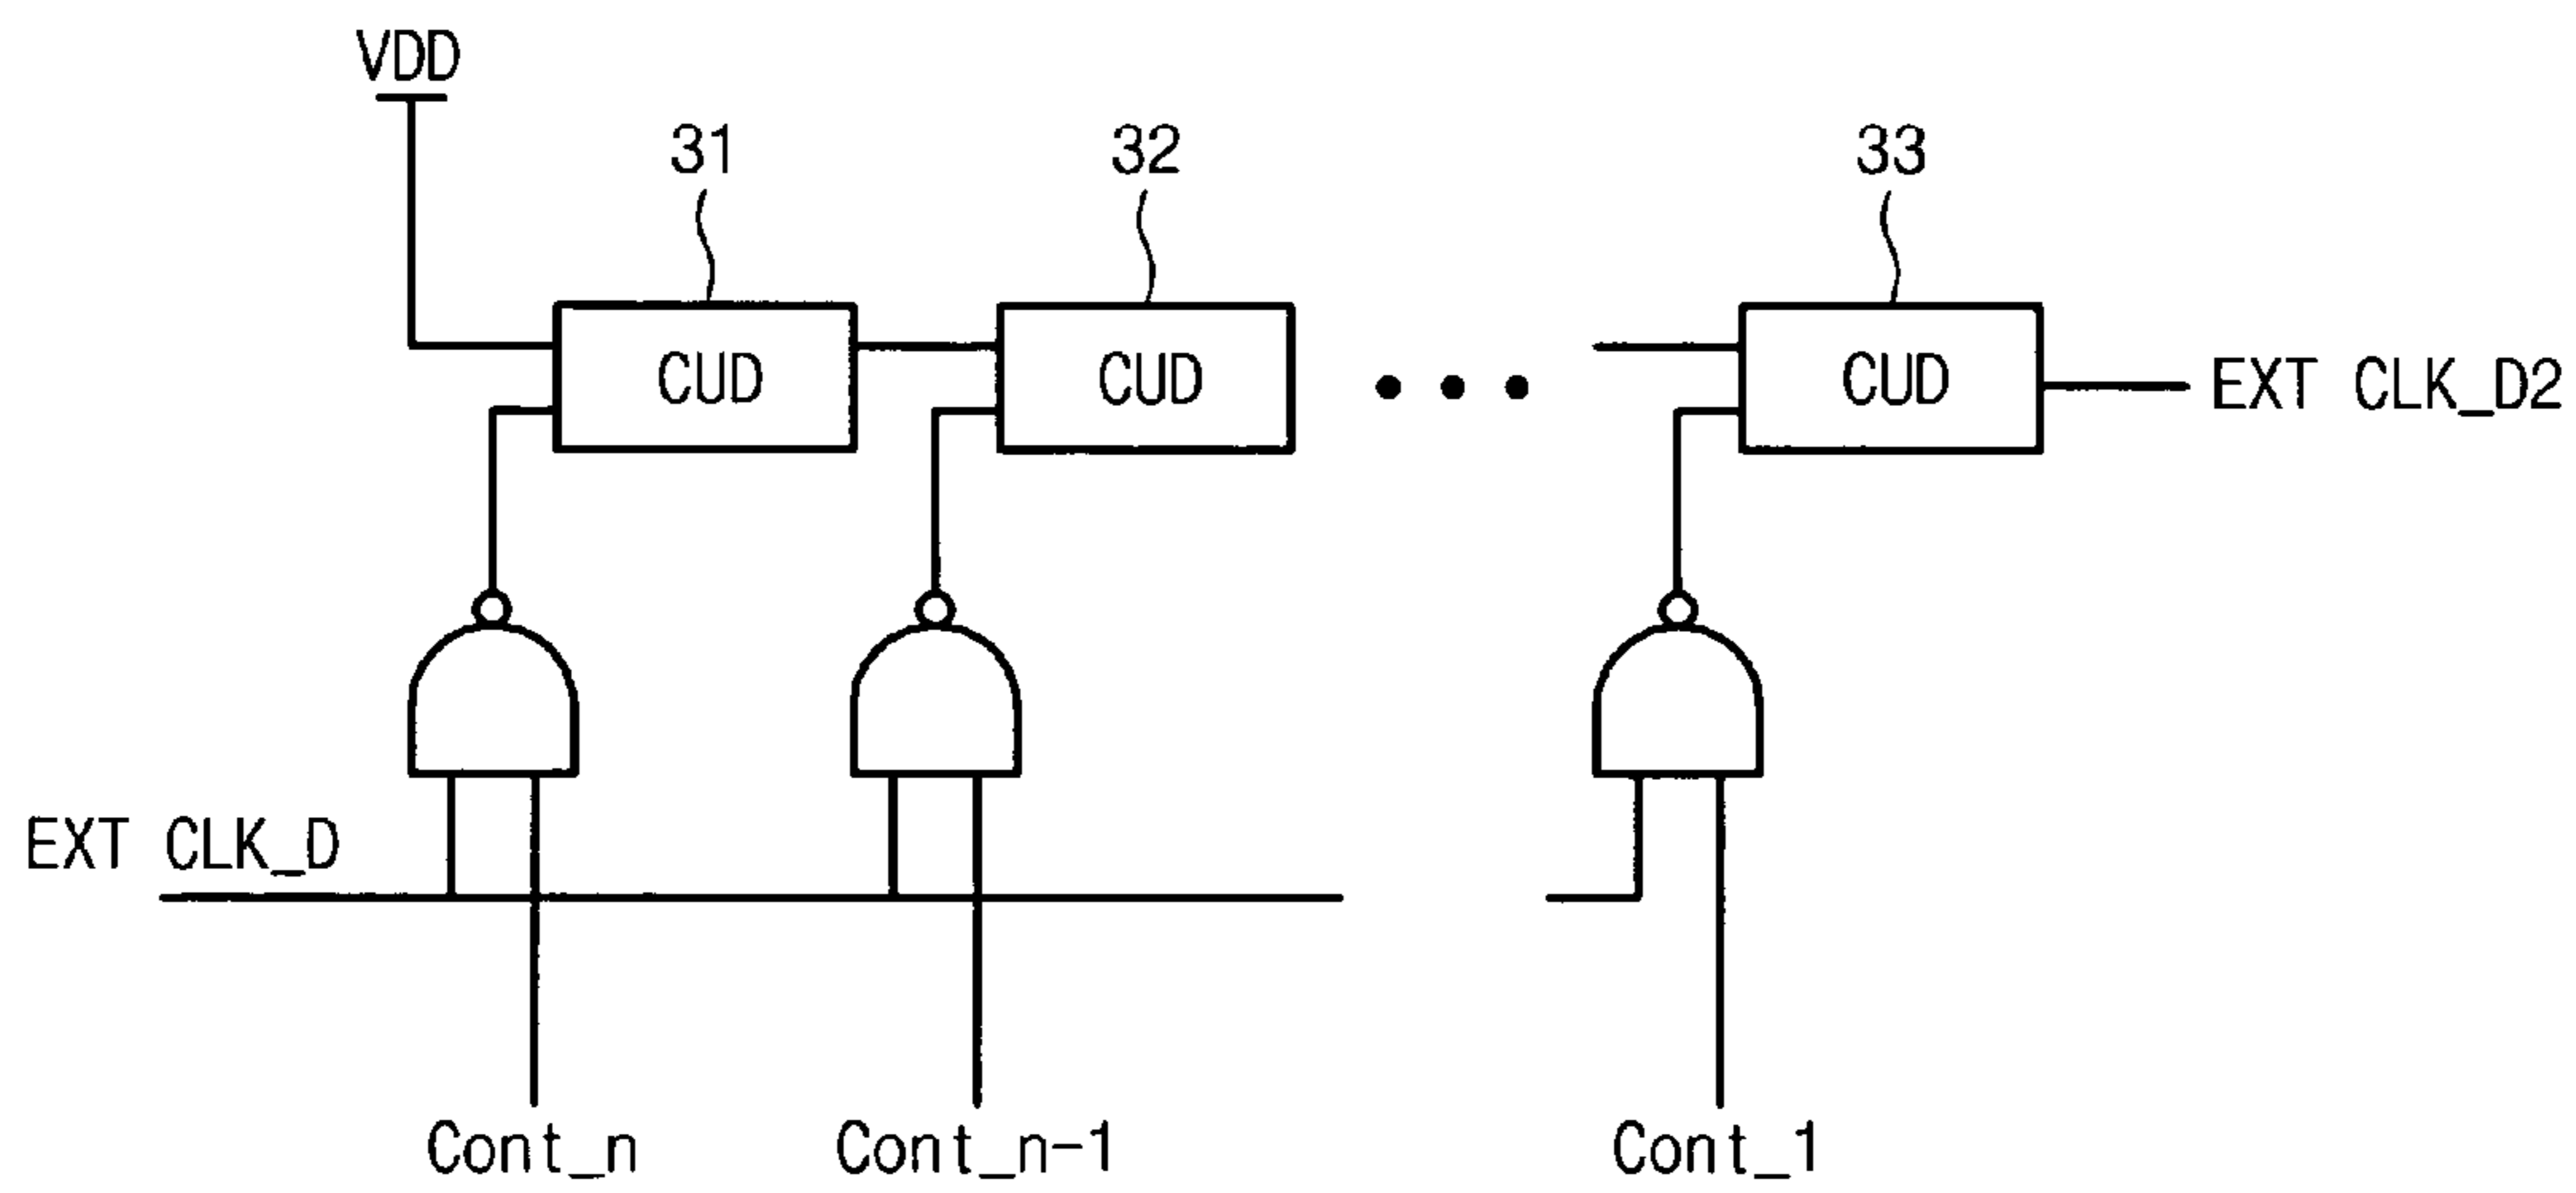 VDD
31
32
33
CUD
CUD
CUD
EXT CLK_D2
EXT CLK_D
Cont_n
Cont_n-1
Cont_1